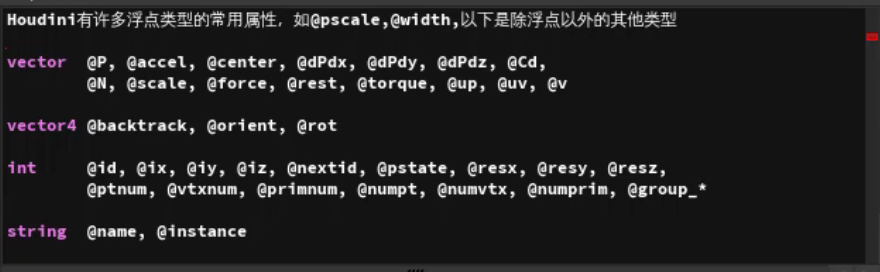 Houdini有许多浮点类型的常用属性，如@pscale,@width,以下是除浮点以外的其他类型
vector @P, @accel, @center, @dPdx, @dPdy, @dPdz, @Cd,
@N, @scale, @force, @rest, @torque, @up, @uv, @v
vector4 @backtrack, @orient, @rot
int @id, @ix, @iy, @iz, @nextid, @pstate, @resx, @resy, @resz,
@ptnum, @vtxnum, @primnum, @numpt, @numvtx, @numprim, @group_*
string @name, @instance